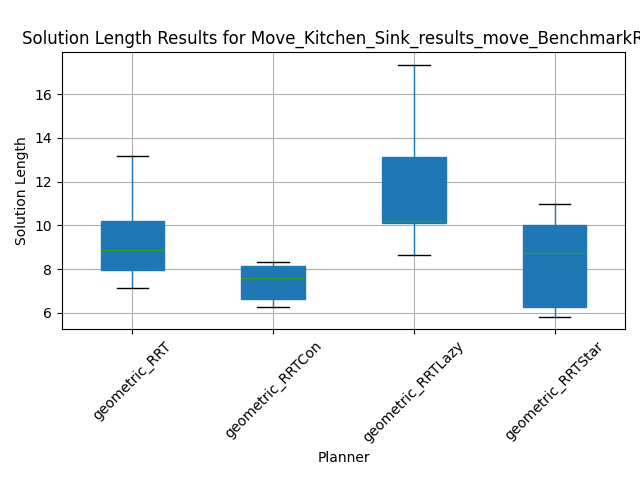 Solution Length Results for Move_Kitchen_Sink_results_move_BenchmarkR
Solution Length
16
14
12
10
8
6
geometric_RRT
geometric_RRTCon
geometric_RRTLazy
geometric_RRTStar
Planner